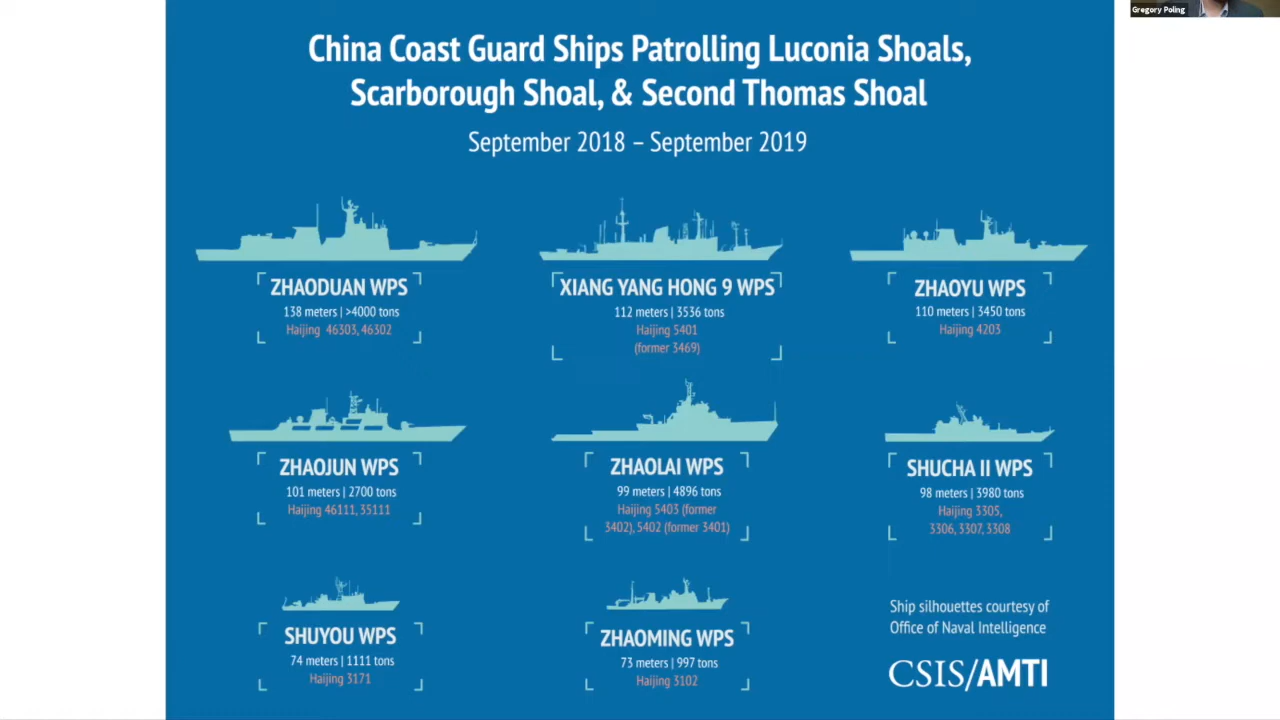 Gregory Poling
China Coast Guard Ships Patrolling Luconia Shoals,
Scarborough Shoal, & Second Thomas Shoal
September 2018 – September 2019
ZHAODUAN WPS
138 meters | >4000 tons
Haijing 46303, 46302
XIANG YANG HONG 9 WPS
112 meters | 3536 tons
Haijing 5401
(former 3469)
ZHAOYU WPS
110 meters | 3450 tons
Haijing 4203
ZHAOJUN WPS
101 meters | 2700 tons
Haijing 46111, 35111
ZHAOLAI WPS
99 meters | 4896 tons
Haijing 5403 (former
3402), 5402 (former 3401)
SHUCHA II WPS
98 meters | 3980 tons
Haijing 3305,
3306, 3307, 3308
SHUYOU WPS
74 meters | 1111 tons
Haijing 3171
ZHAOMING WPS
73 meters | 997 tons
Haijing 3102
Ship silhouettes courtesy of
Office of Naval Intelligence
CSIS/AMTI